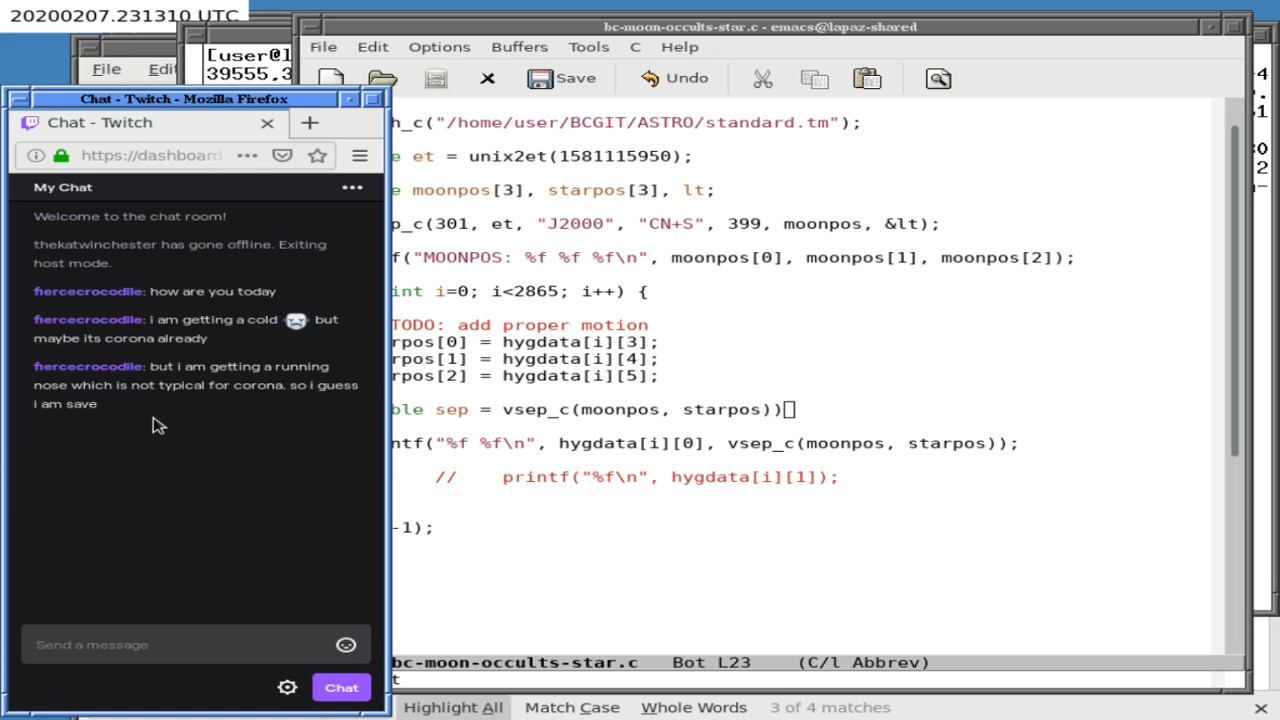 20200207.231310 UTC
bc-moon-occults-star.c - emacs@lapaz-shared
[user@l
39555,3
File Edi
File Edit Options Buffers Tools C Help
Save Undo
Chat - Twitch - Mozilla Firefox
Chat - Twitch
https://dashboard.
My Chat
Welcome to the chat room!
thekatwinchester has gone offline. Exiting
host mode.
fiercecrocodile: how are you today
fiercecrocodile: i am getting a cold but
maybe its corona already
fiercecrocodile: but i am getting a running
nose which is not typical for corona. so i guess
i am save
Send a message
Chat
h_c("/home/user/BCGIT/ASTRO/standard.tm");
e et = unix2et(1581115950);
e moonpos[3], starpos[3], lt;
p_c(301, et, "J2000", "CN+S", 399, moonpos, &lt);
f("MOONPOS: %f %f %f\n", moonpos[0], moonpos[1], moonpos[2]);
int i=0; i<2865; i++) {
TODO: add proper motion
rpos[0] = hygdata[i][3];
rpos[1] = hygdata[i][4];
rpos[2] = hygdata[i][5];
ble sep = vsep_c(moonpos, starpos))
ntf("%f %f\n", hygdata[i][0], vsep_c(moonpos, starpos));
// printf("%f\n", hygdata[i][1]);
-1);
bc-moon-occults-star.c Bot L23 (C/l Abbrev)
t
Highlight All Match Case Whole Words 3 of 4 matches